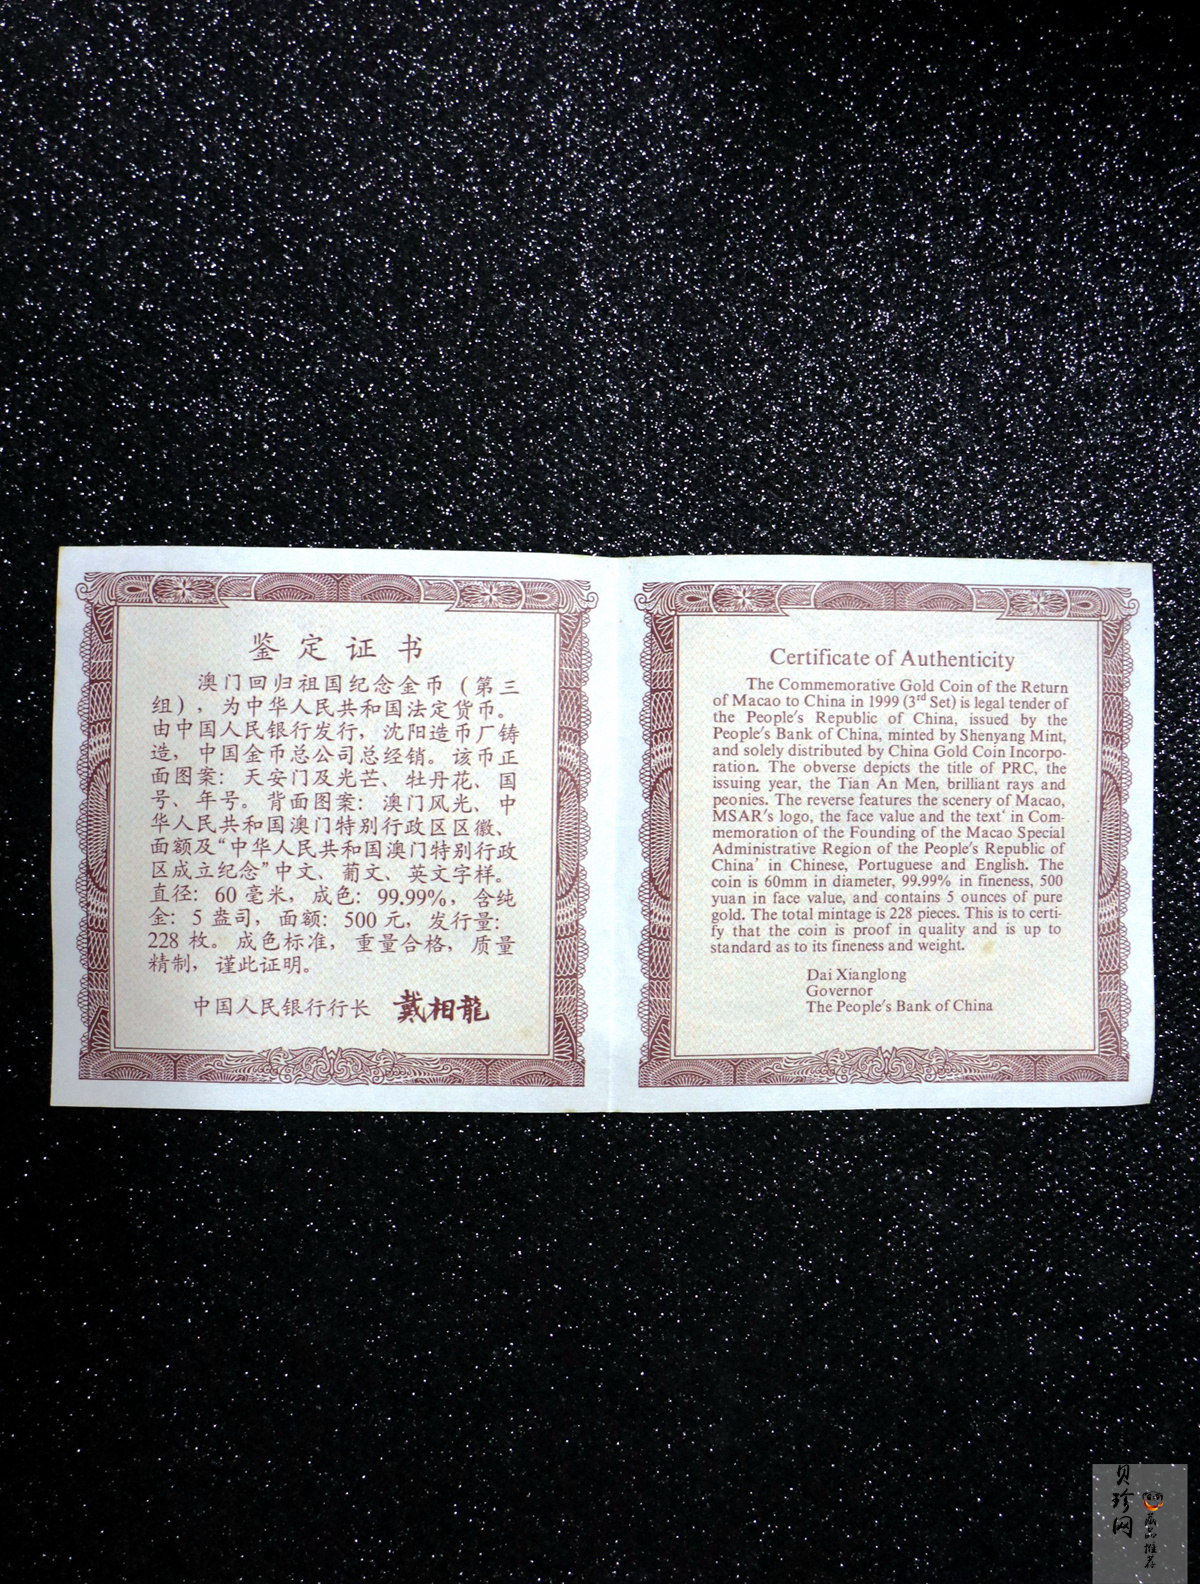 鉴定证书
澳门回归祖国纪念金币（第三
组），为中华人民共和国法定货币。
由中国人民银行发行，沈阳造币厂铸
造，中国金币总公司总经销。该币正
面图案：天安门及光芒、牡丹花、国
号、年号。背面图案：澳门风光、中
华人民共和国澳门特别行政区区徽、
面额及“中华人民共和国澳门特别行政
区成立纪念”中文、葡文、英文字样。
直径：60毫米，成色：99.99%，含纯
金：5盎司，面额：500元，发行量：
228枚。成色标准，重量合格，质量
精制，谨此证明。
中国人民银行行长 戴相龍
Certificate of Authenticity
The Commemorative Gold Coin of the Return
of Macao to China in 1999 (3rd Set) is legal tender of
the People's Republic of China, issued by the
People's Bank of China, minted by Shenyang Mint,
and solely distributed by China Gold Coin Incorpo-
ration. The obverse depicts the title of PRC, the
issuing year, the Tian An Men, brilliant rays and
peonies. The reverse features the scenery of Macao,
MSAR's logo, the face value and the text‘ in Com-
memoration of the Founding of the Macao Special
Administrative Region of the People's Republic of
China’ in Chinese, Portuguese and English. The
coin is 60mm in diameter, 99.99% in fineness, 500
yuan in face value, and contains 5 ounces of pure
gold. The total mintage is 228 pieces. This is to certi-
fy that the coin is proof in quality and is up to
standard as to its fineness and weight.
Dai Xianglong
Governor
The People's Bank of China
贝珍网
藏品推荐